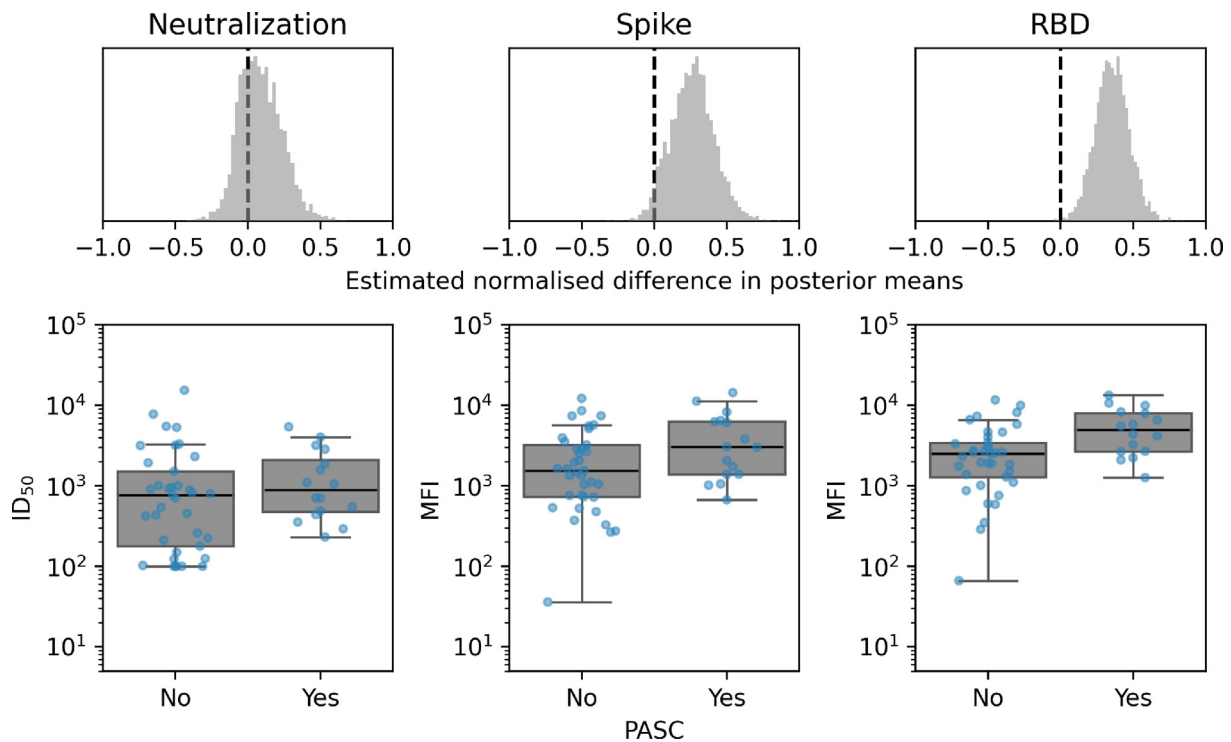 Neutralization Spike RBD
−1.0 −0.5 0.0 0.5 1.0 −1.0 −0.5 0.0 0.5 1.0 −1.0 −0.5 0.0 0.5 1.0
Estimated normalised difference in posterior means
ID₅₀
10⁵
10⁴
10³
10²
10¹
No Yes
MFI
10⁵
10⁴
10³
10²
10¹
No Yes
MFI
10⁵
10⁴
10³
10²
10¹
No Yes
PASC